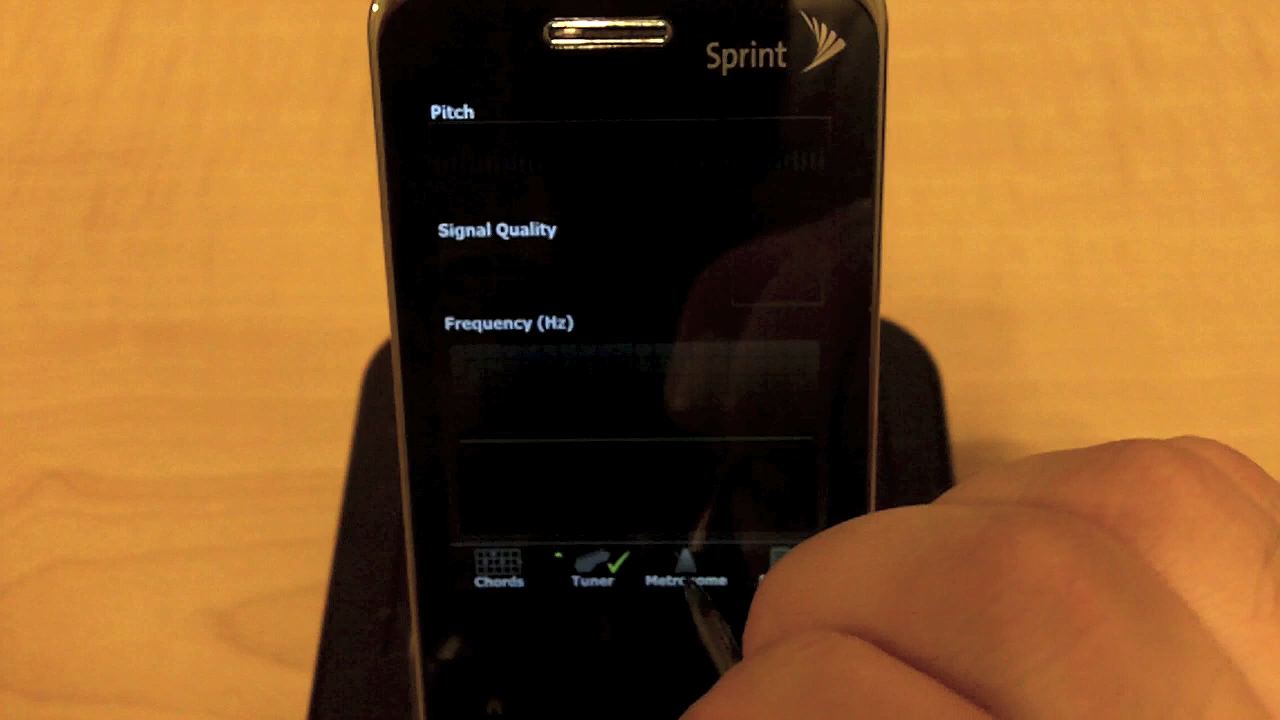 Sprint
Pitch
Signal Quality
Frequency (Hz)
Chords Tuner Metronome